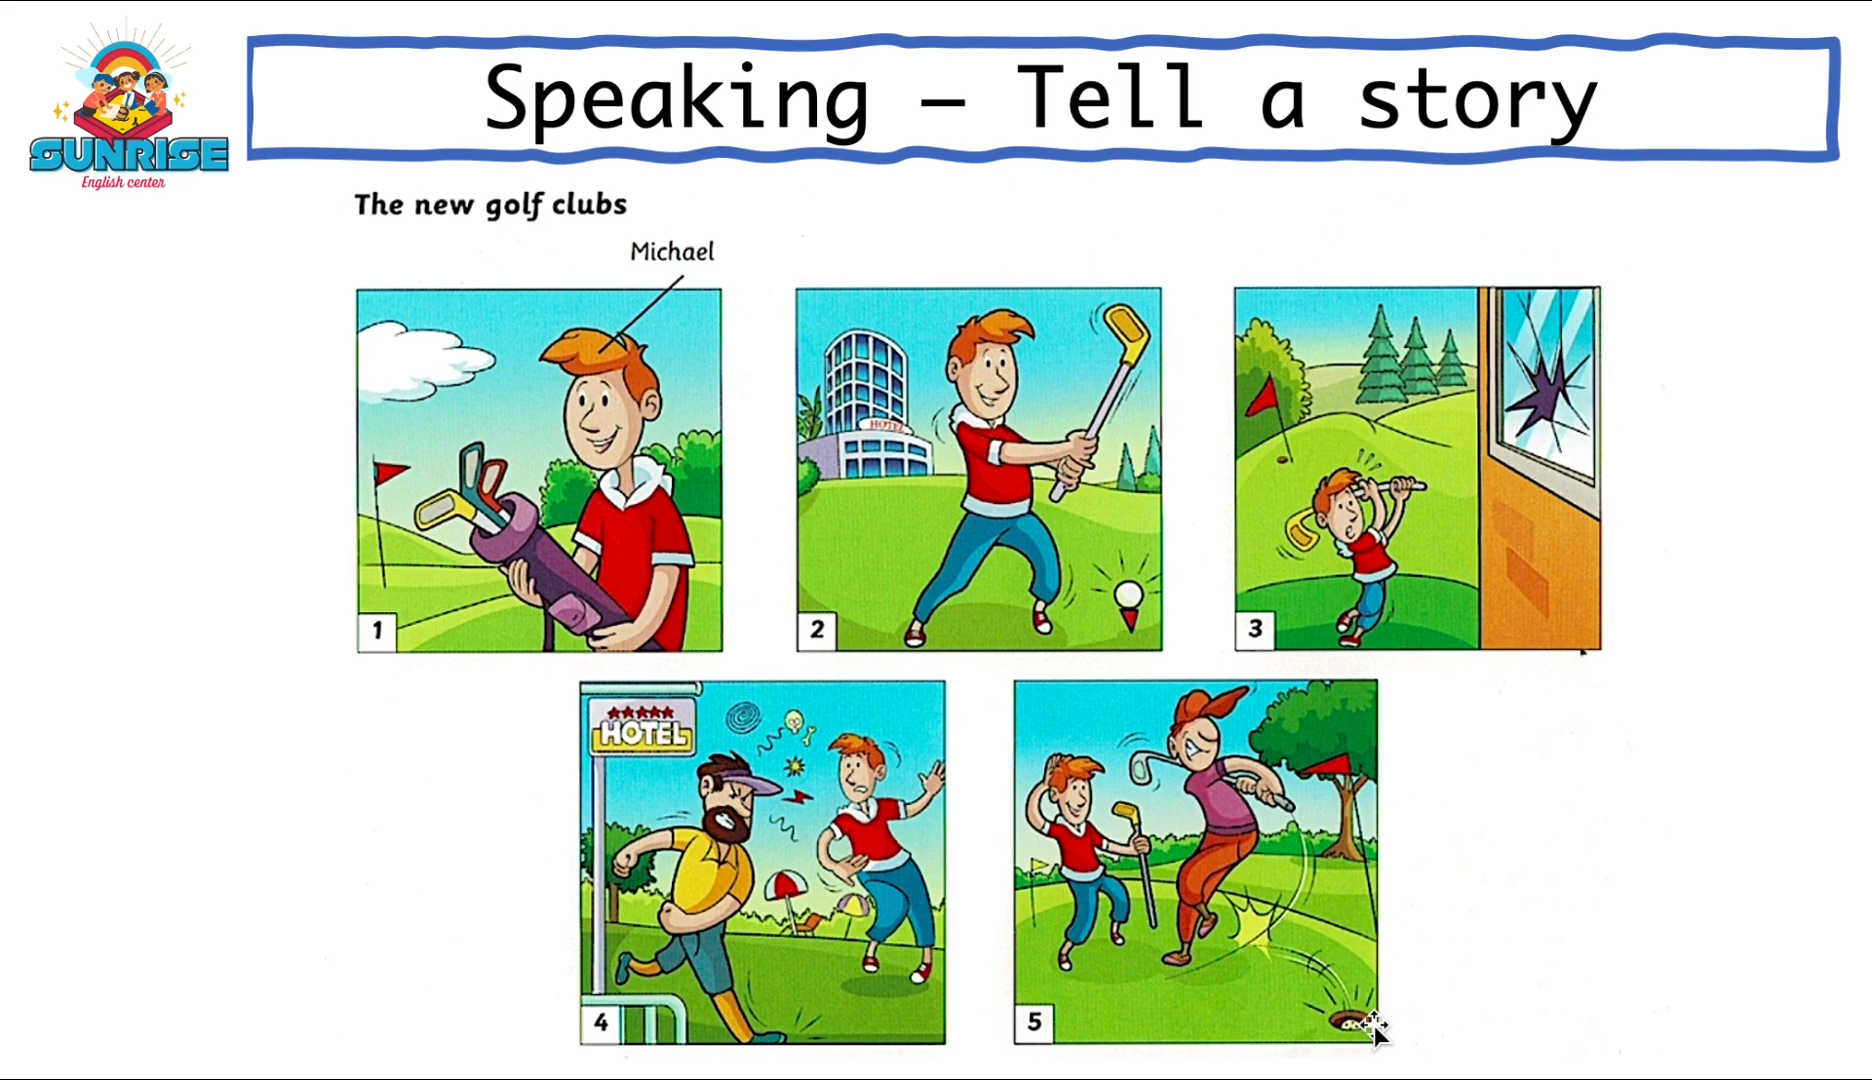 SUNRISE
English center
Speaking – Tell a story
The new golf clubs
Michael
1
HOTEL
2
3
HOTEL
4
5